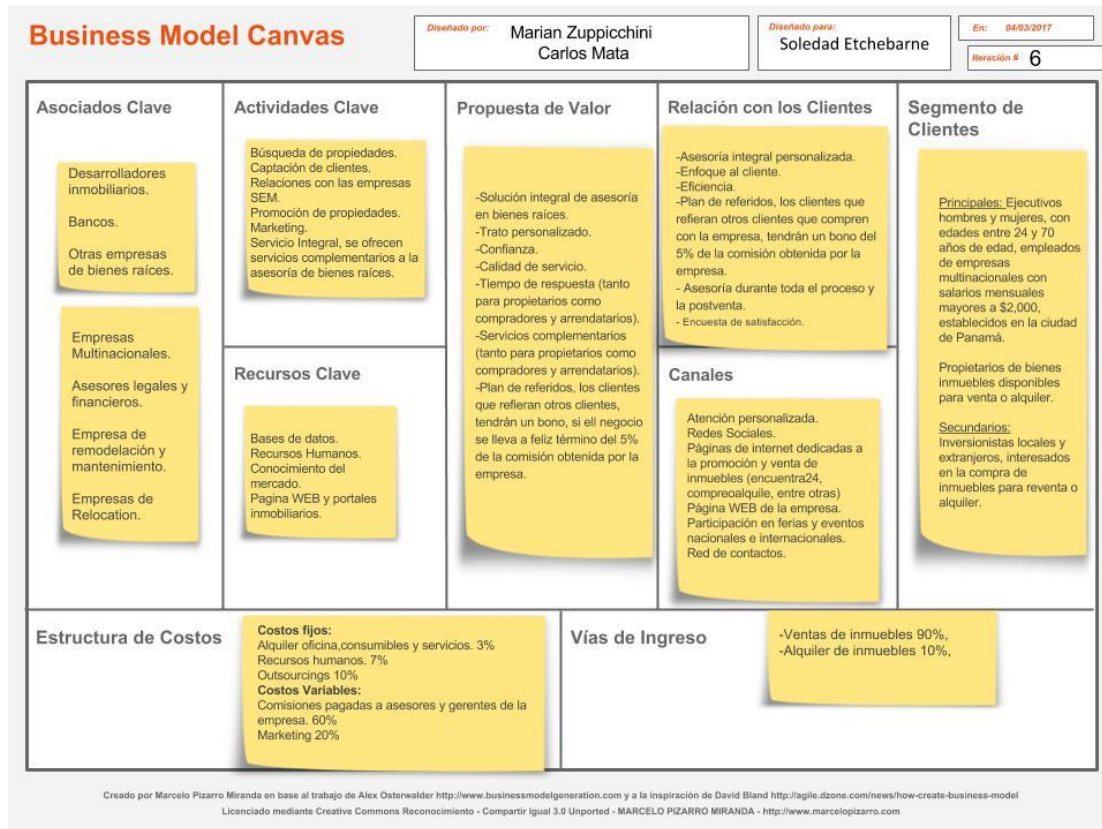 Business Model Canvas
Diseñado por:
Marian Zuppicchini
Carlos Mata
Diseñado para:
Soledad Etchebarne
En: 04/03/2017
Iteración # 6
Asociados Clave
Desarrolladores
inmobiliarios.
Bancos.
Otras empresas
de bienes raíces.
Empresas
Multinacionales.
Asesores legales y
financieros.
Empresa de
remodelación y
mantenimiento.
Empresas de
Relocation.
Actividades Clave
Búsqueda de propiedades.
Captación de clientes.
Relaciones con las empresas
SEM.
Promoción de propiedades.
Marketing.
Servicio Integral, se ofrecen
servicios complementarios a la
asesoría de bienes raíces.
Recursos Clave
Bases de datos.
Recursos Humanos.
Conocimiento del
mercado.
Pagina WEB y portales
inmobiliarios.
Propuesta de Valor
-Solución integral de asesoría
en bienes raíces.
-Trato personalizado.
-Confianza.
-Calidad de servicio.
-Tiempo de respuesta (tanto
para propietarios como
compradores y arrendatarios).
-Servicios complementarios
(tanto para propietarios como
compradores y arrendatarios).
-Plan de referidos, los clientes
que refieran otros clientes,
tendrán un bono, si ell negocio
se lleva a feliz término del 5%
de la comisión obtenida por la
empresa.
Relación con los Clientes
-Asesoría integral personalizada.
-Enfoque al cliente.
-Eficiencia.
-Plan de referidos, los clientes que
refieran otros clientes que compren
con la empresa, tendrán un bono del
5% de la comisión obtenida por la
empresa.
- Asesoría durante toda el proceso y
la postventa.
- Encuesta de satisfacción.
Canales
Atención personalizada.
Redes Sociales.
Páginas de internet dedicadas a
la promoción y venta de
inmuebles (encuentra24,
compreoalquile, entre otras)
Página WEB de la empresa.
Participación en ferias y eventos
nacionales e internacionales.
Red de contactos.
Segmento de
Clientes
Principales: Ejecutivos
hombres y mujeres, con
edades entre 24 y 70
años de edad, empleados
de empresas
multinacionales con
salarios mensuales
mayores a $2,000,
establecidos en la ciudad
de Panamá.
Propietarios de bienes
inmuebles disponibles
para venta o alquiler.
Secundarios:
Inversionistas locales y
extranjeros, interesados
en la compra de
inmuebles para reventa o
alquiler.
Estructura de Costos
Costos fijos:
Alquiler oficina,consumibles y servicios. 3%
Recursos humanos. 7%
Outsourcings 10%
Costos Variables:
Comisiones pagadas a asesores y gerentes de la
empresa. 60%
Marketing 20%
Vías de Ingreso
-Ventas de inmuebles 90%,
-Alquiler de inmuebles 10%,
Creado por Marcelo Pizarro Miranda en base al trabajo de Alex Osterwalder http://www.businessmodelgeneration.com y a la inspiración de David Bland http://agile.dzone.com/news/how-create-business-model
Licenciado mediante Creative Commons Reconocimiento - Compartir Igual 3.0 Unported - MARCELO PIZARRO MIRANDA - http://www.marcelopizarro.com